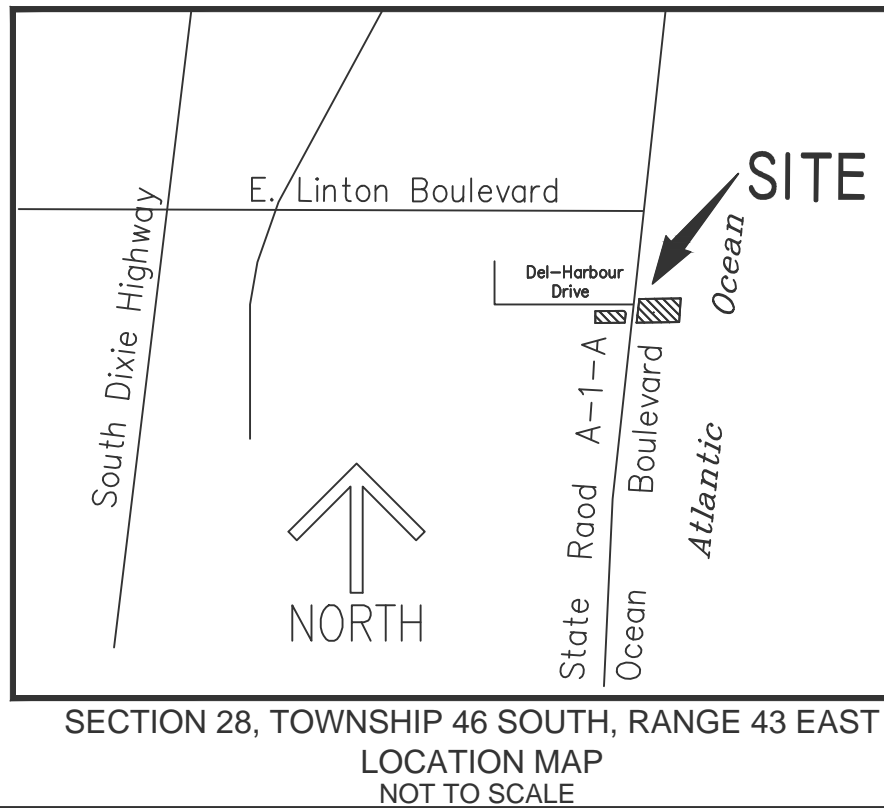 SITE
E. Linton Boulevard
South Dixie Highway
Del-Harbour
Drive
Atlantic Ocean
State Raod A-1-A
Ocean Boulevard
NORTH
SECTION 28, TOWNSHIP 46 SOUTH, RANGE 43 EAST
LOCATION MAP
NOT TO SCALE